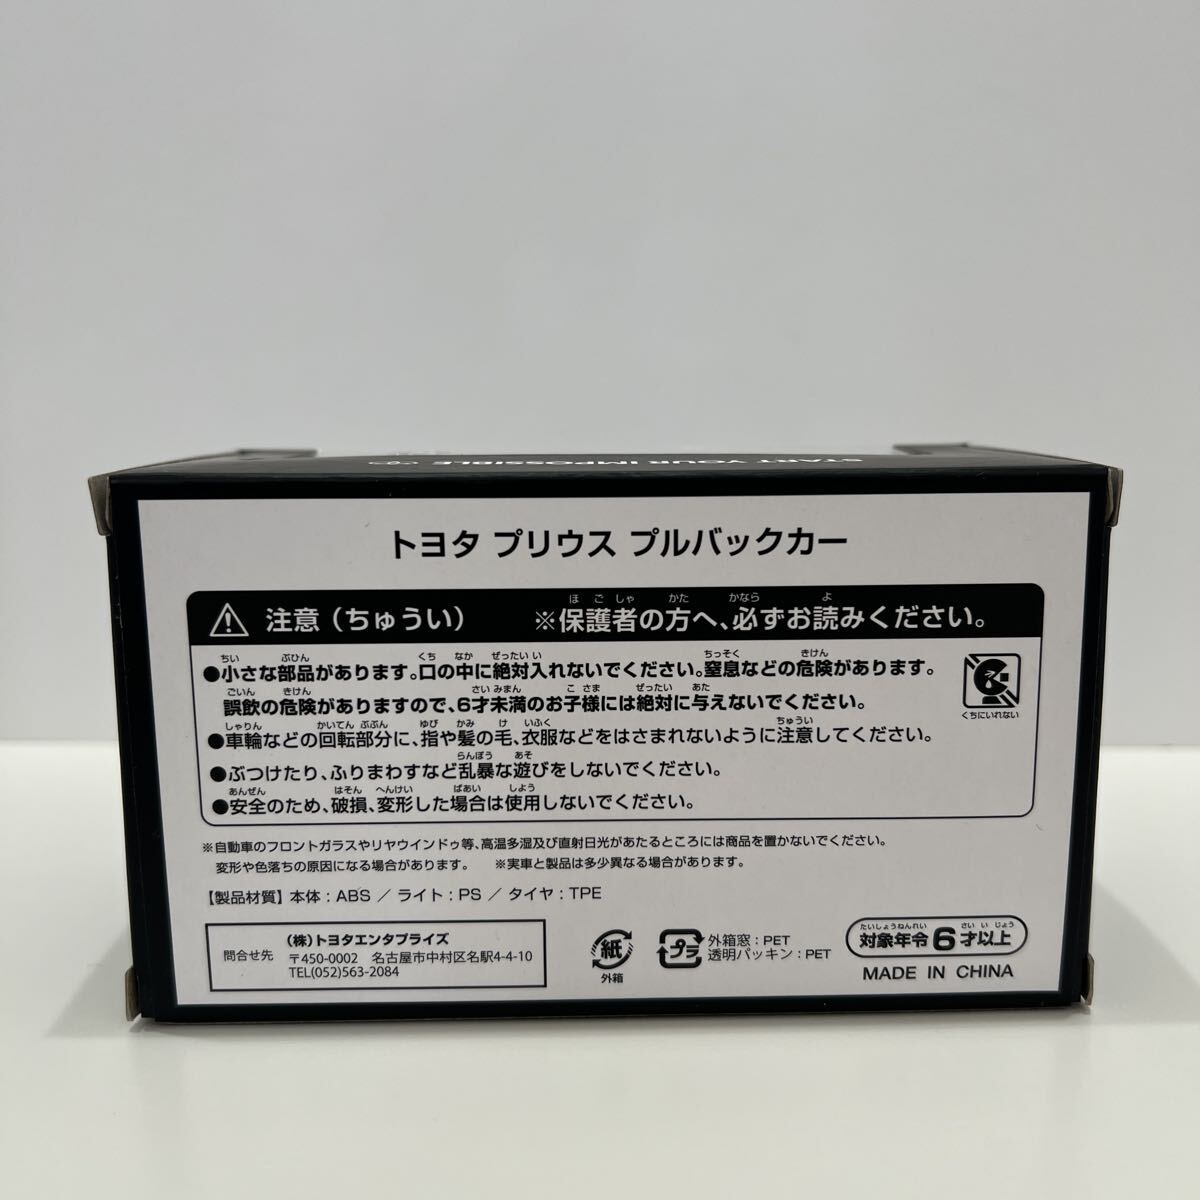 START YOUR IMPOSSIBLE
トヨタ プリウス プルバックカー
注意（ちゅうい） ※保護者の方へ、必ずお読みください。
●小さな部品があります。口の中に絶対入れないでください。窒息などの危険があります。
誤飲の危険がありますので、6才未満のお子様には絶対に与えないでください。
くちにいれない
●車輪などの回転部分に、指や髪の毛、衣服などをはさまれないように注意してください。
●ぶつけたり、ふりまわすなど乱暴な遊びをしないでください。
●安全のため、破損、変形した場合は使用しないでください。
※自動車のフロントガラスやリヤウインドゥ等、高温多湿及び直射日光があたるところには商品を置かないでください。
変形や色落ちの原因になる場合があります。 ※実車と製品は多少異なる場合があります。
【製品材質】本体：ABS ／ ライト：PS ／ タイヤ：TPE
問合せ先
（株）トヨタエンタプライズ
〒450-0002 名古屋市中村区名駅4-4-10
TEL(052)563-2084
紙
外箱
プラ
外箱窓：PET
透明パッキン：PET
対象年令6才以上
MADE IN CHINA